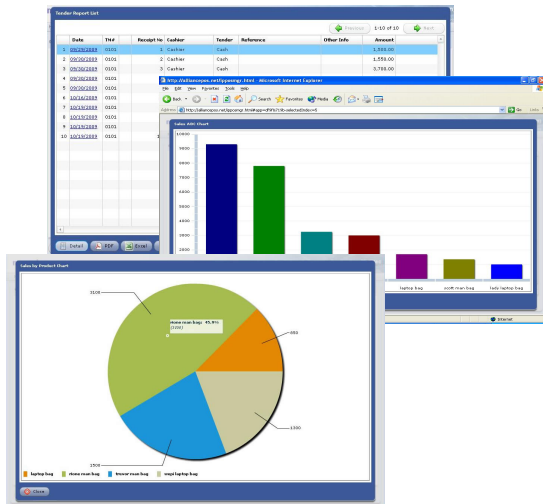 Tender Report List
Previous 1-10 of 10 Next
Date TM# Receipt No Cashier Tender Reference Other Info Amount
1 09/29/2009 0101 1 Cashier Cash 1,500.00
2 09/30/2009 0101 2 Cashier Cash 1,550.00
3 09/30/2009 0101 3 Cashier Cash 3,700.00
4 09/30/2009 0101
5 09/30/2009 0101
6 10/16/2009 0101
7 10/19/2009 0101
8 10/19/2009 0101
9 10/19/2009 0101
10 10/19/2009 0101 1
Detail PDF Excel
Microsoft Internet Explorer
File Edit View Favorites Tools Help
Back Search Favorites Media
Address Go Links
Sales ABC Chart
10000
9000
8000
7000
6000
5000
4000
3000
2000
laptop bag scott man bag lady laptop bag
Internet
Sales by Product Chart
3100
rione man bag: 45.9%
(3100)
850
1300
1500
laptop bag rione man bag trevor man bag wopi laptop bag
Close